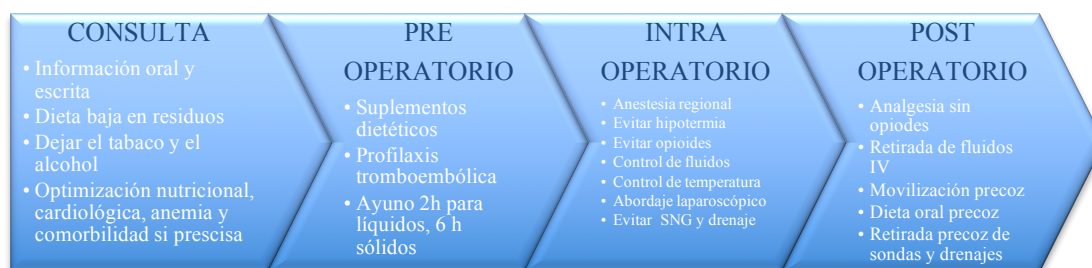 CONSULTA
• Información oral y
escrita
• Dieta baja en residuos
• Dejar el tabaco y el
alcohol
• Optimización nutricional,
cardiológica, anemia y
comorbilidad si prescisa
PRE
OPERATORIO
• Suplementos
dietéticos
• Profilaxis
tromboembólica
• Ayuno 2h para
líquidos, 6 h
sólidos
INTRA
OPERATORIO
• Anestesia regional
• Evitar hipotermia
• Evitar opioides
• Control de fluidos
• Control de temperatura
• Abordaje laparoscópico
• Evitar SNG y drenaje
POST
OPERATORIO
• Analgesia sin
opiodes
• Retirada de fluidos
IV
• Movilización precoz
• Dieta oral precoz
• Retirada precoz de
sondas y drenajes